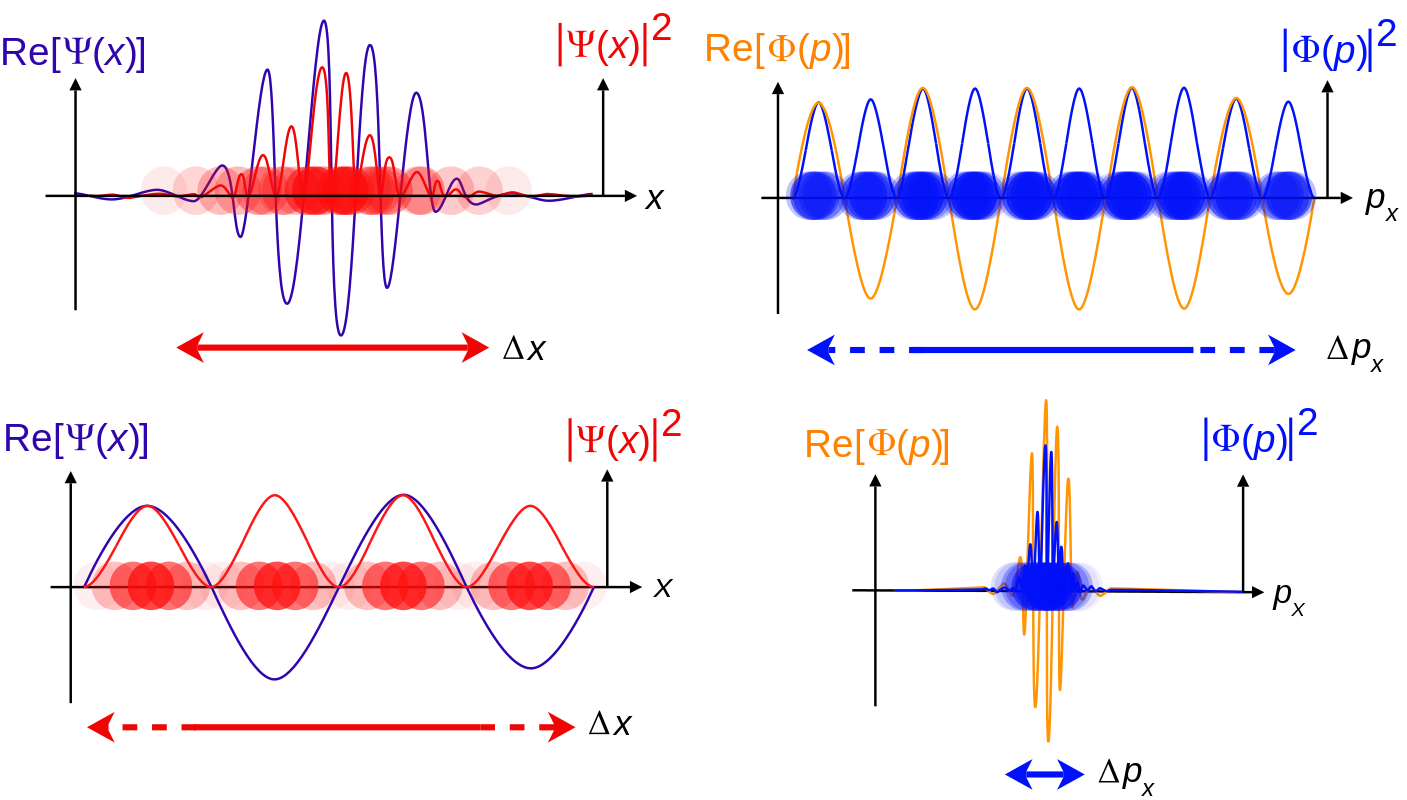 Re[Ψ(x)]
|Ψ(x)|²
x
Δx
Re[Φ(p)]
|Φ(p)|²
pₓ
Δpₓ
Re[Ψ(x)]
|Ψ(x)|²
x
Δx
Re[Φ(p)]
|Φ(p)|²
pₓ
Δpₓ